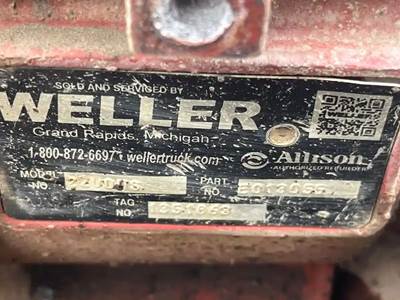 SOLD AND SERVICED BY
WELLER
Grand Rapids, Michigan
1-800-872-6697 wellertruck.com
Allison
AUTHORIZED REBUILDER
MODEL NO. PART NO.
TAG NO.